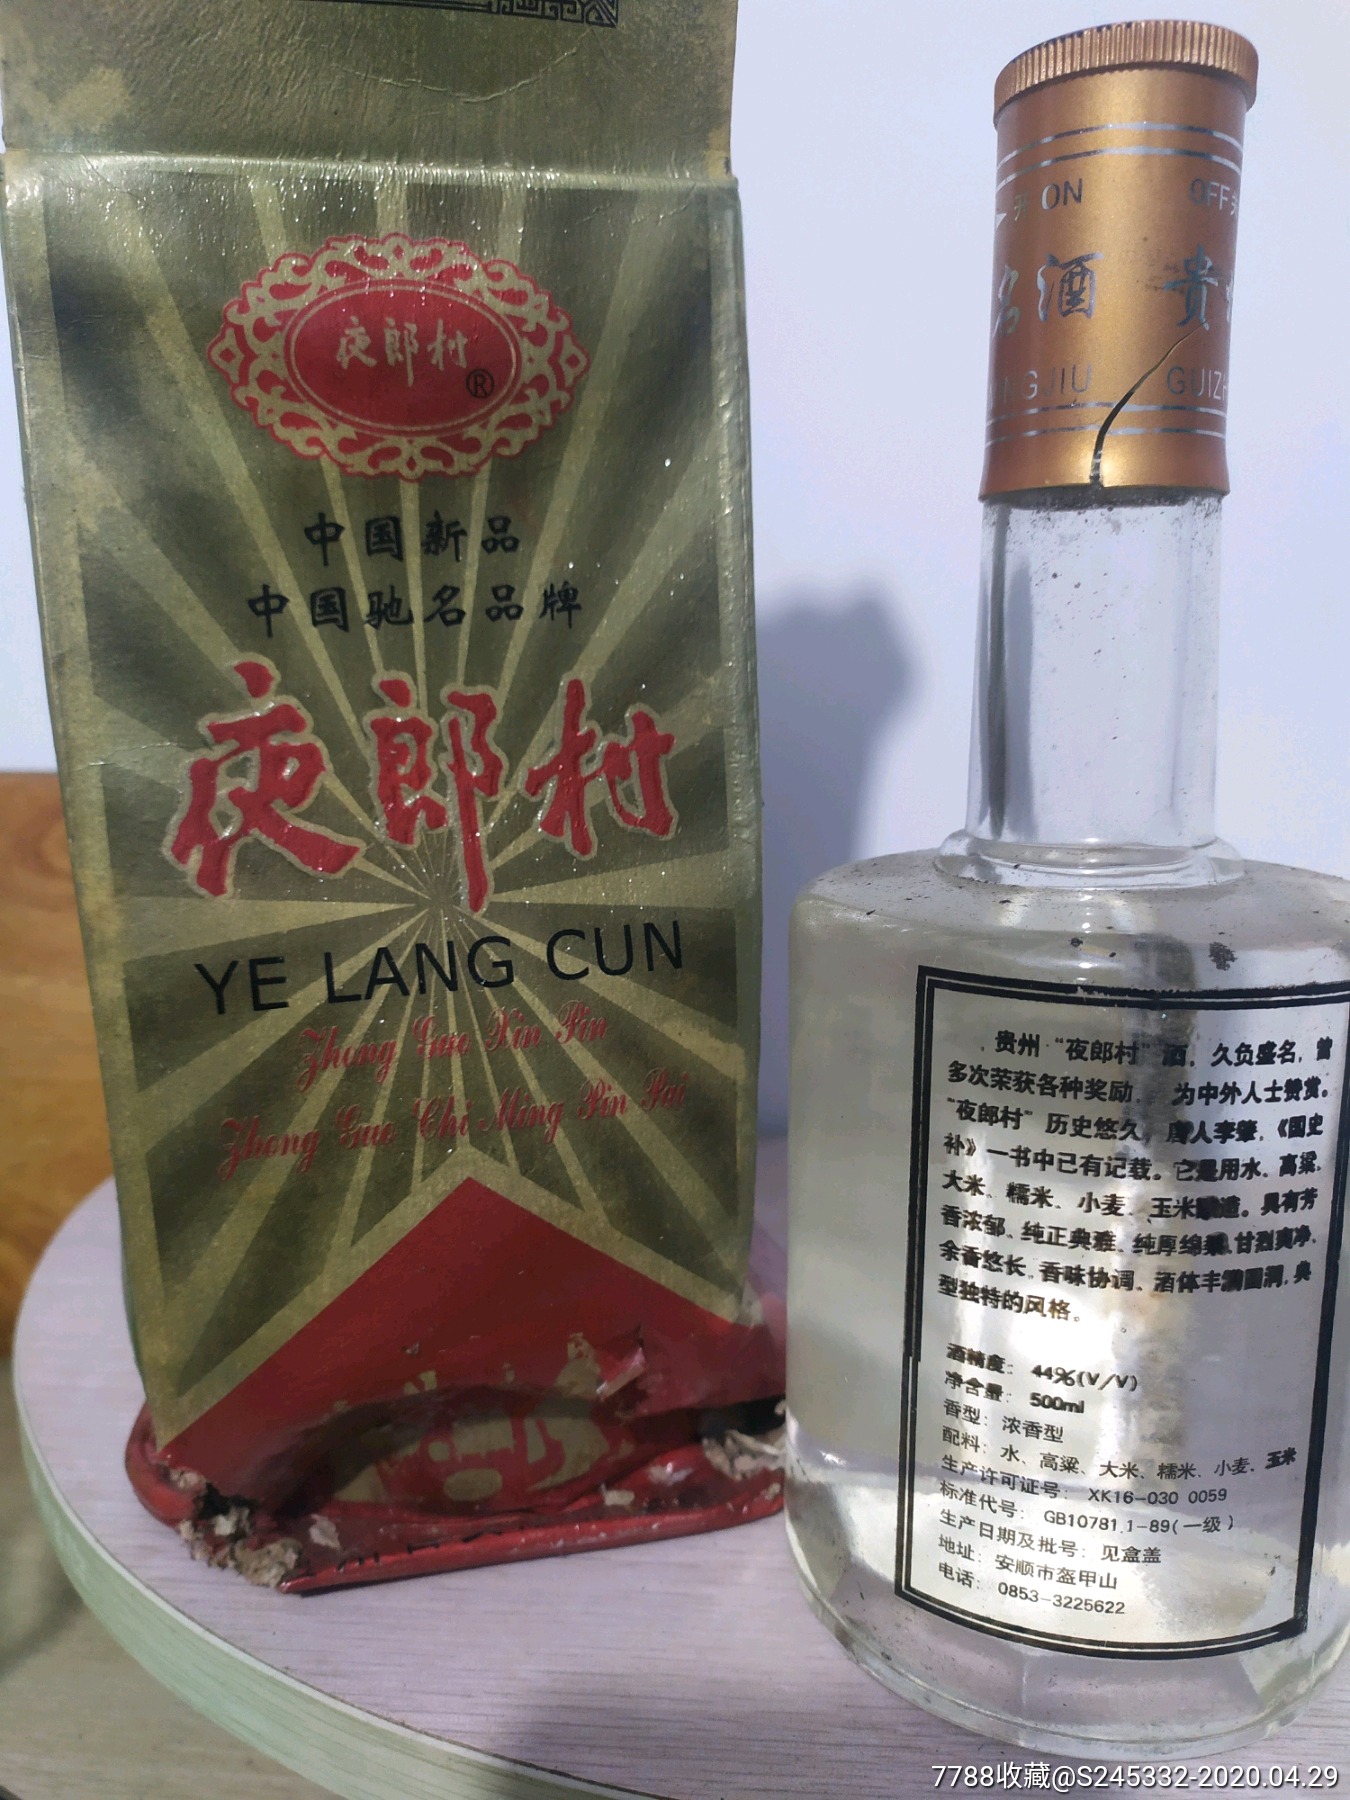 夜郎村
®
中国新品
中国驰名品牌
夜郎村
YE LANG CUN
Zhong Guo Xin Pin
Zhong Guo Chi Ming Pin Pai
开 ON
OFF
名酒 贵
NGJIU GUIZH
贵州“夜郎村”酒，久负盛名，曾
多次荣获各种奖励，为中外人士赞赏。
“夜郎村”历史悠久，唐人李肇，《国史
补》一书中已有记载。它是用水、高粱、
大米、糯米、小麦、玉米酿造。具有芳
香浓郁、纯正典雅、纯厚绵柔、甘烈爽净、
余香悠长、香味协调、酒体丰满圆润，典
型独特的风格。
酒精度：44%(V/V)
净含量：500ml
香型：浓香型
配料：水、高粱、大米、糯米、小麦、玉米
生产许可证号：XK16-030 0059
标准代号：GB10781.1-89(一级)
生产日期及批号：见盒盖
地址：安顺市盔甲山
电话：0853-3225622
7788收藏@S245332-2020.04.29